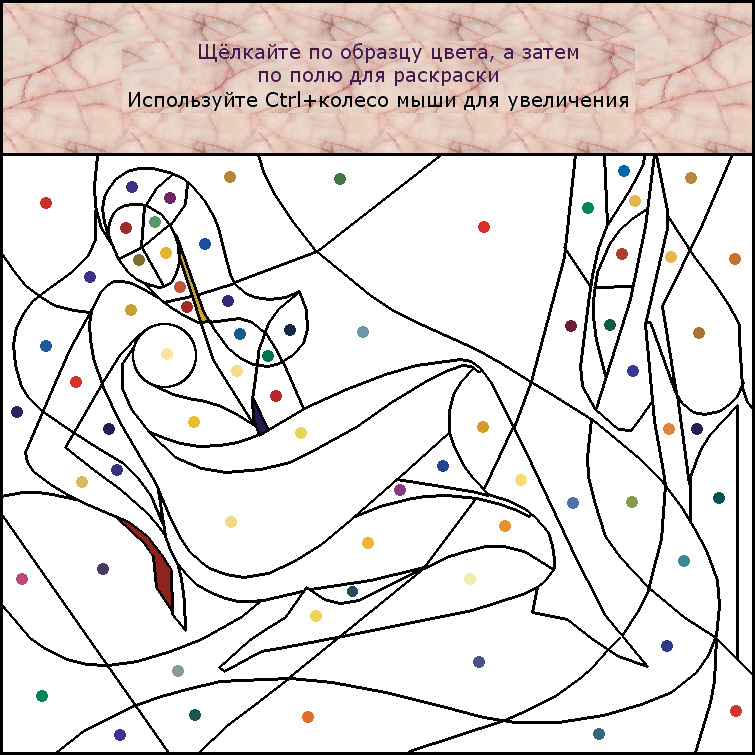 Щёлкайте по образцу цвета, а затем
по полю для раскраски
Используйте Ctrl+колесо мыши для увеличения